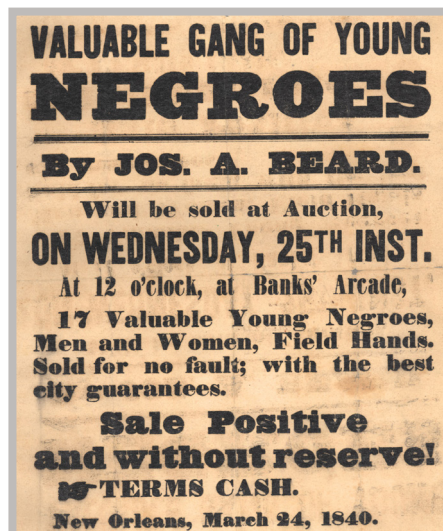 VALUABLE GANG OF YOUNG
NEGROES
By JOS. A. BEARD.
Will be sold at Auction,
ON WEDNESDAY, 25TH INST.
At 12 o'clock, at Banks' Arcade,
17 Valuable Young Negroes,
Men and Women, Field Hands.
Sold for no fault; with the best
city guarantees.
Sale Positive
and without reserve!
TERMS CASH.
New Orleans, March 24, 1840.